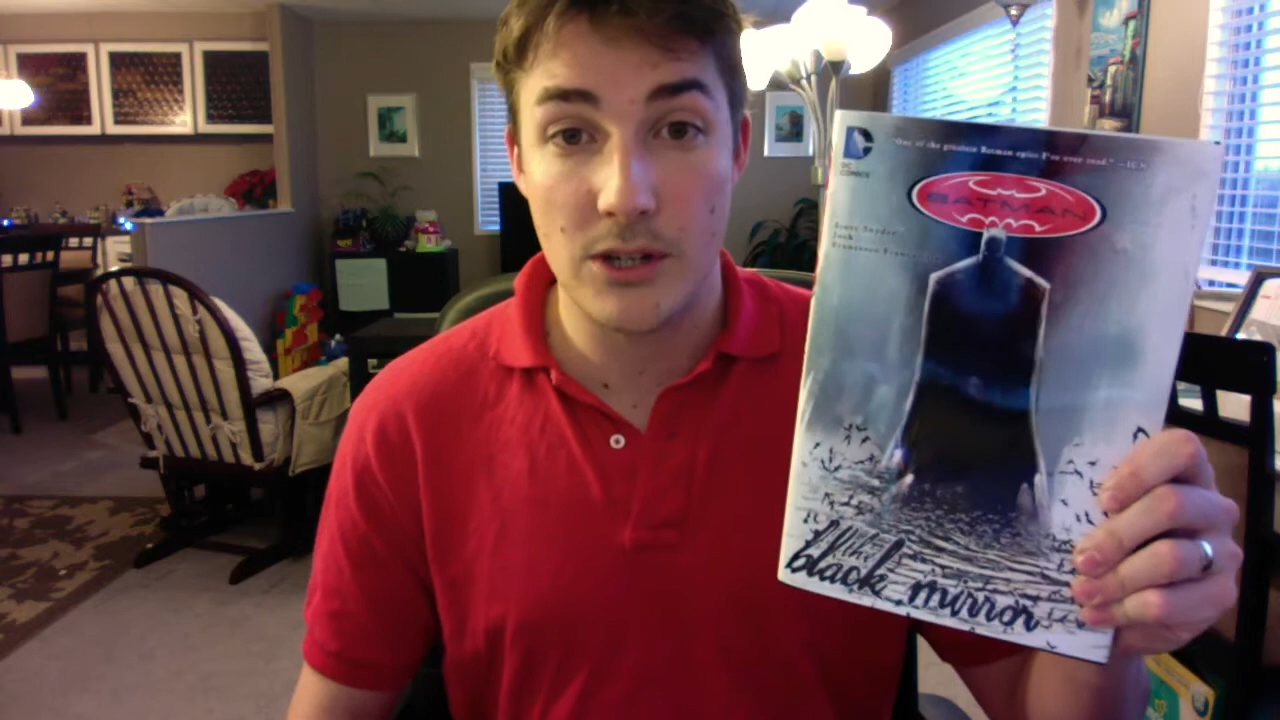 DC
COMICS
"One of the greatest Batman epics I've ever read." —IGN
BATMAN
Scott Snyder
Jock
Francesco Francavilla
the
black mirror